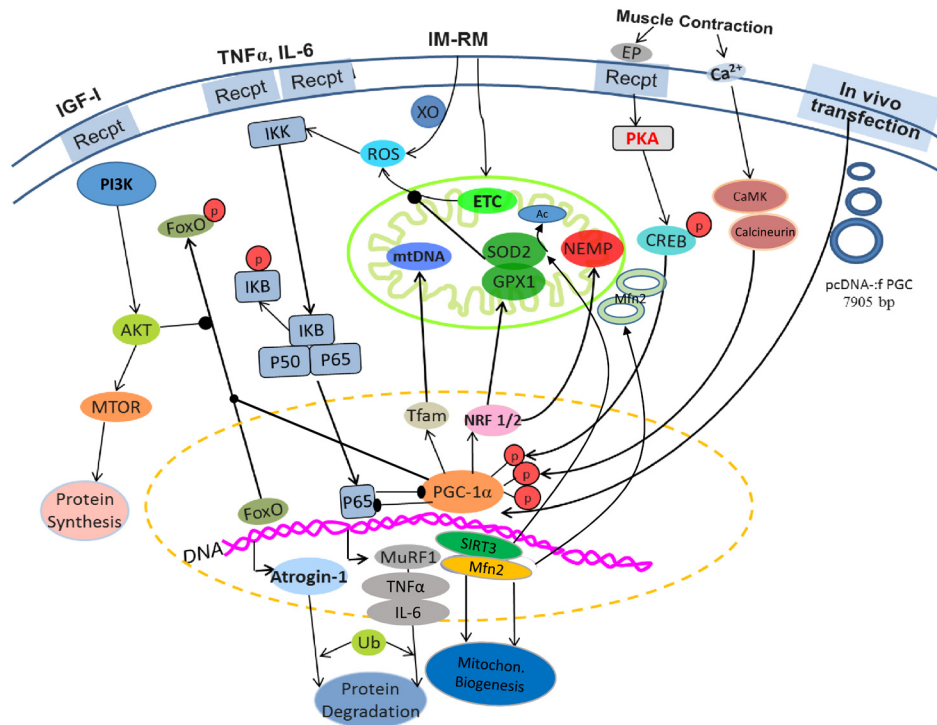 Muscle Contraction
TNFα, IL-6
IM-RM
EP
Ca²⁺
IGF-I
Recpt
Recpt
Recpt
Recpt
In vivo
transfection
XO
IKK
ROS
PKA
PI3K
ETC
CaMK
FoxO
p
Ac
CREB
p
Calcineurin
SOD2
NEMP
mtDNA
p
IKB
GPX1
pcDNA-:f PGC
7905 bp
Mfn2
AKT
IKB
P50
P65
MTOR
Tfam
NRF 1/2
p
p
p
PGC-1α
Protein
Synthesis
P65
FoxO
DNA
SIRT3
MuRF1
Mfn2
Atrogin-1
TNFα
IL-6
Ub
Mitochon.
Biogenesis
Protein
Degradation